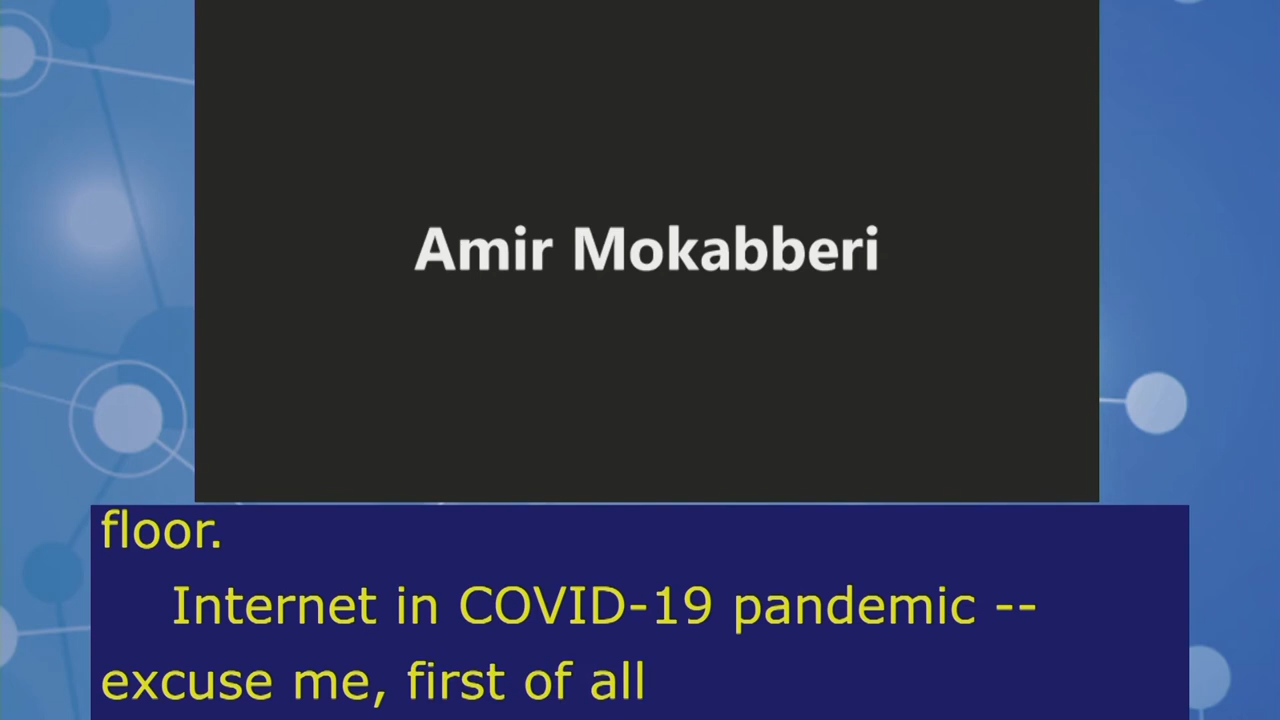 Amir Mokabberi
floor.
Internet in COVID-19 pandemic --
excuse me, first of all